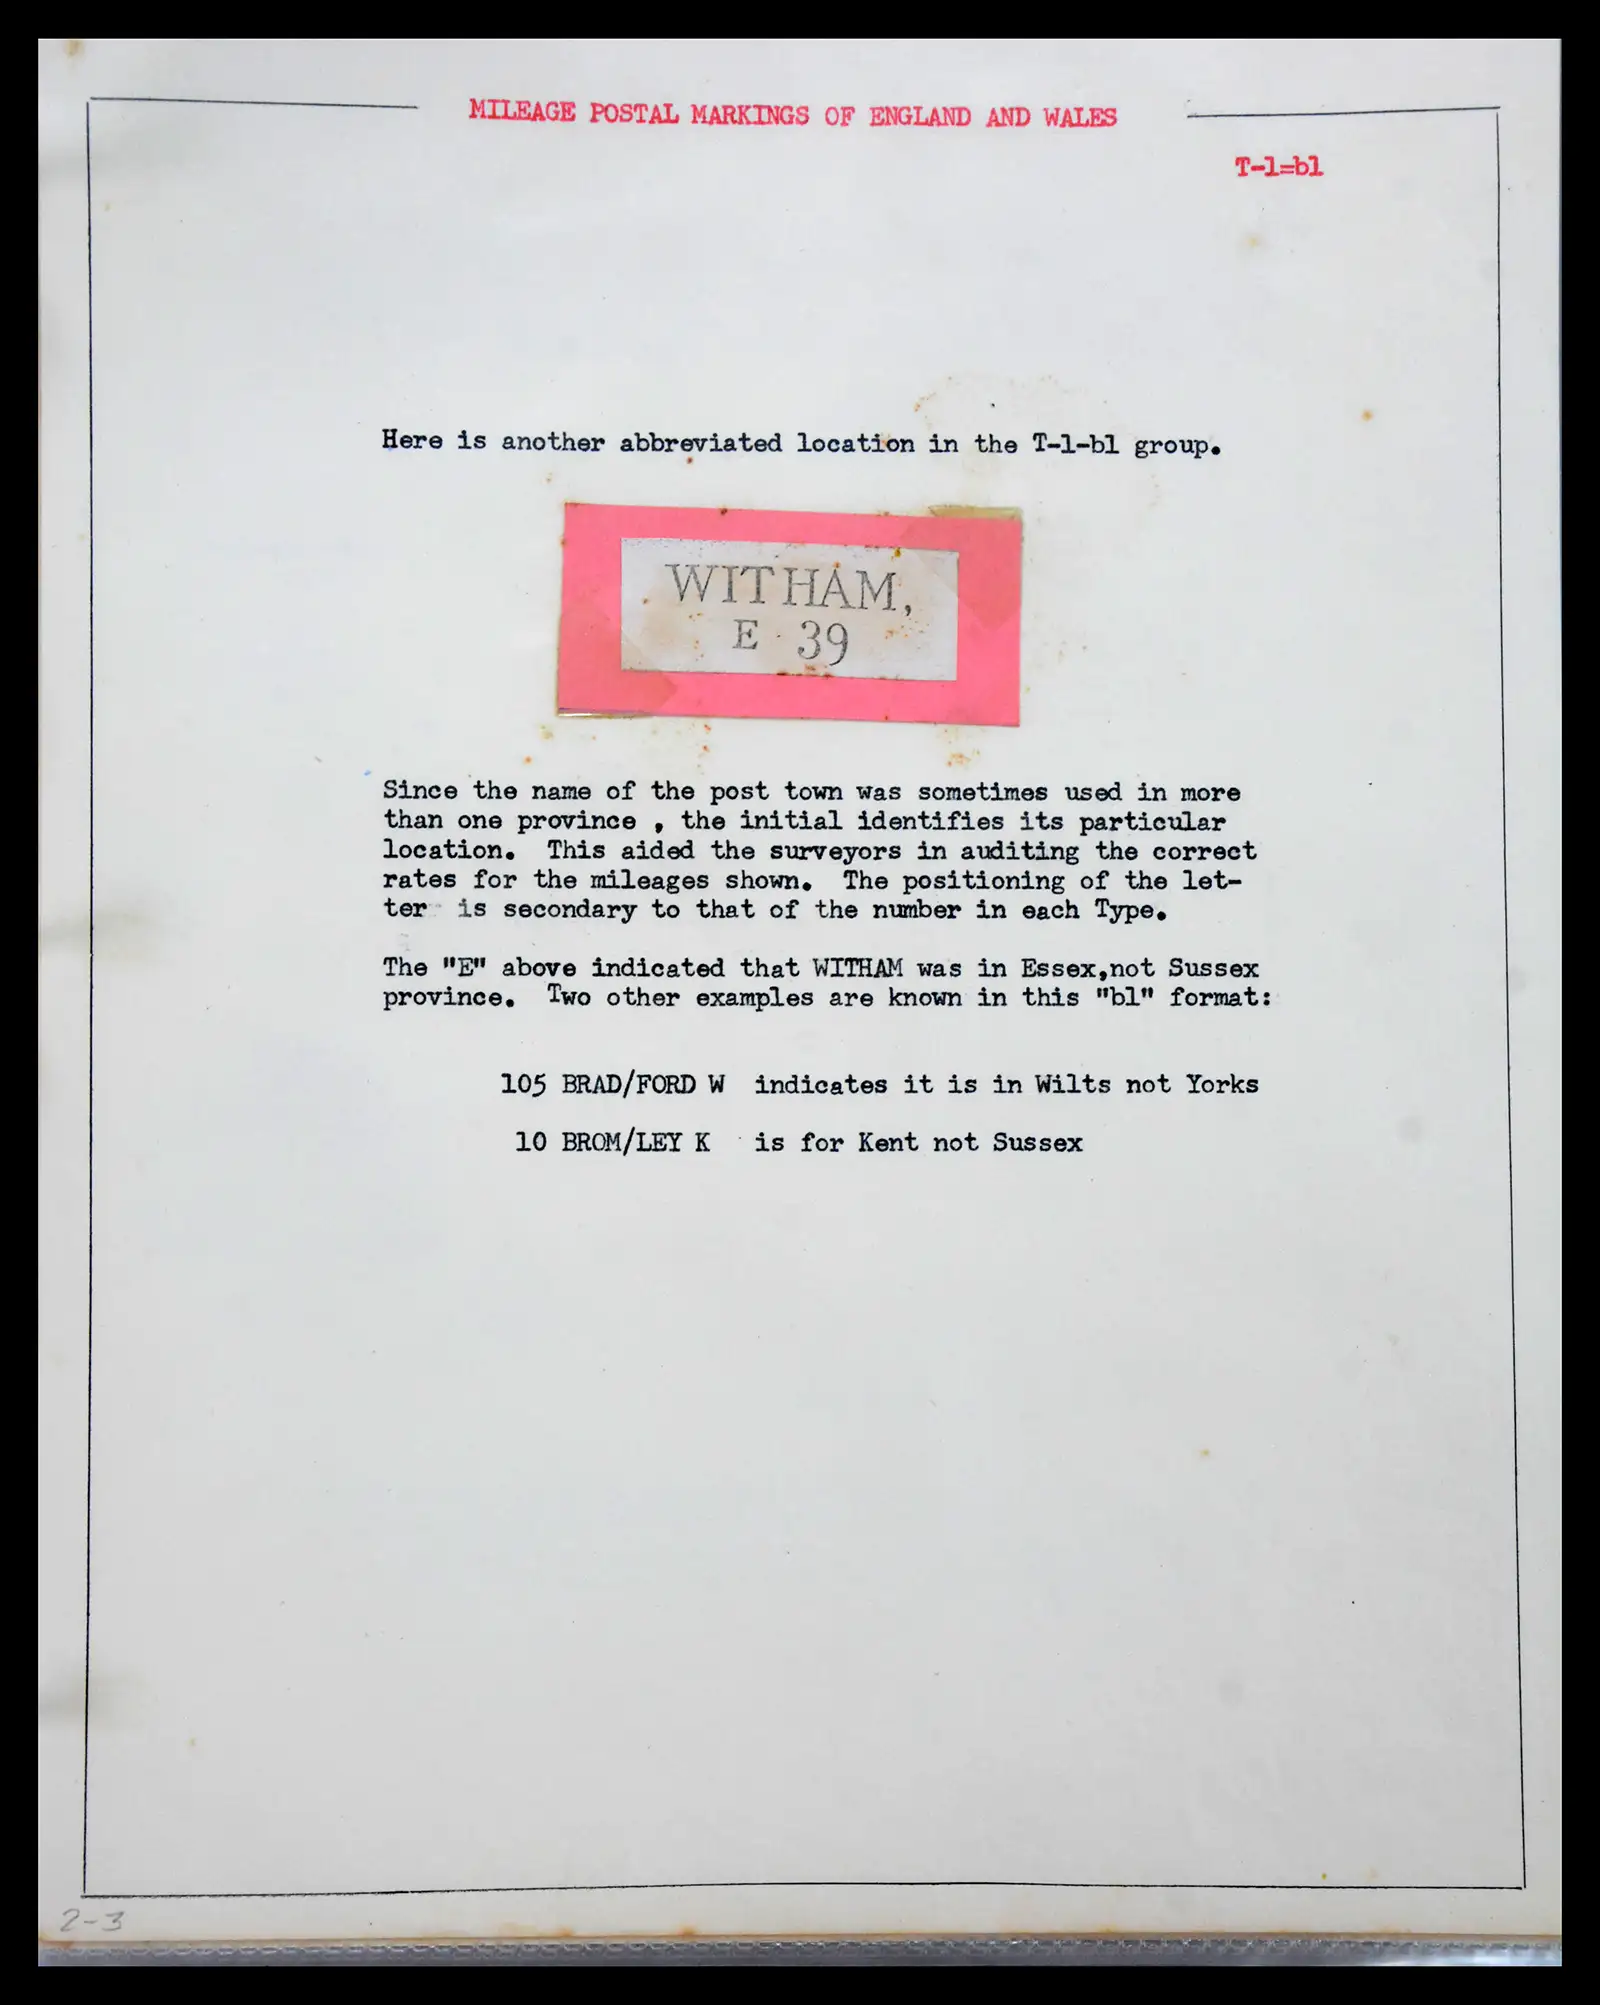 MILEAGE POSTAL MARKINGS OF ENGLAND AND WALES
T-1=b1
Here is another abbreviated location in the T-1-b1 group.
WITHAM,
E 39
Since the name of the post town was sometimes used in more
than one province , the initial identifies its particular
location. This aided the surveyors in auditing the correct
rates for the mileages shown. The positioning of the let-
ter is secondary to that of the number in each Type.
The "E" above indicated that WITHAM was in Essex,not Sussex
province. Two other examples are known in this "b1" format:
105 BRAD/FORD W indicates it is in Wilts not Yorks
10 BROM/LEY K is for Kent not Sussex
2-3